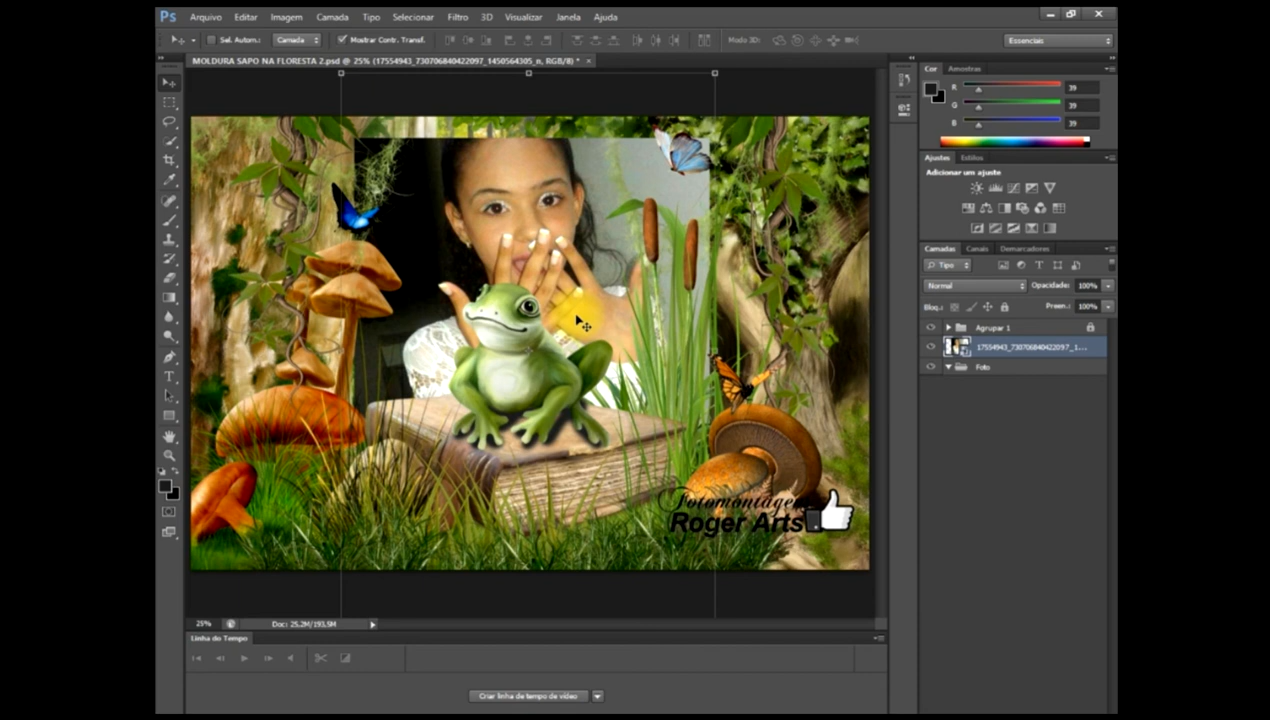 Ps Arquivo Editar Imagem Camada Tipo Selecionar Filtro 3D Visualizar Janela Ajuda
Sel. Autom.: Camada Mostrar Contr. Transf. Modo 3D: Essenciais
MOLDURA SAPO NA FLORESTA 2.psd @ 25% (17554943_730706840422097_1450564305_n, RGB/8) * ×
Cor Amostras
R 39
G 39
B 39
Ajustes Estilos
Adicionar um ajuste
Camadas Canais Demarcadores
Tipo
Normal Opacidade: 100%
Bloq.: Preen.: 100%
Agrupar 1
17554943_730706840422097_1...
Foto
Fotomontagem
Roger Arts
25% Doc: 25,2M/193,5M
Linha do Tempo
Criar linha de tempo de vídeo